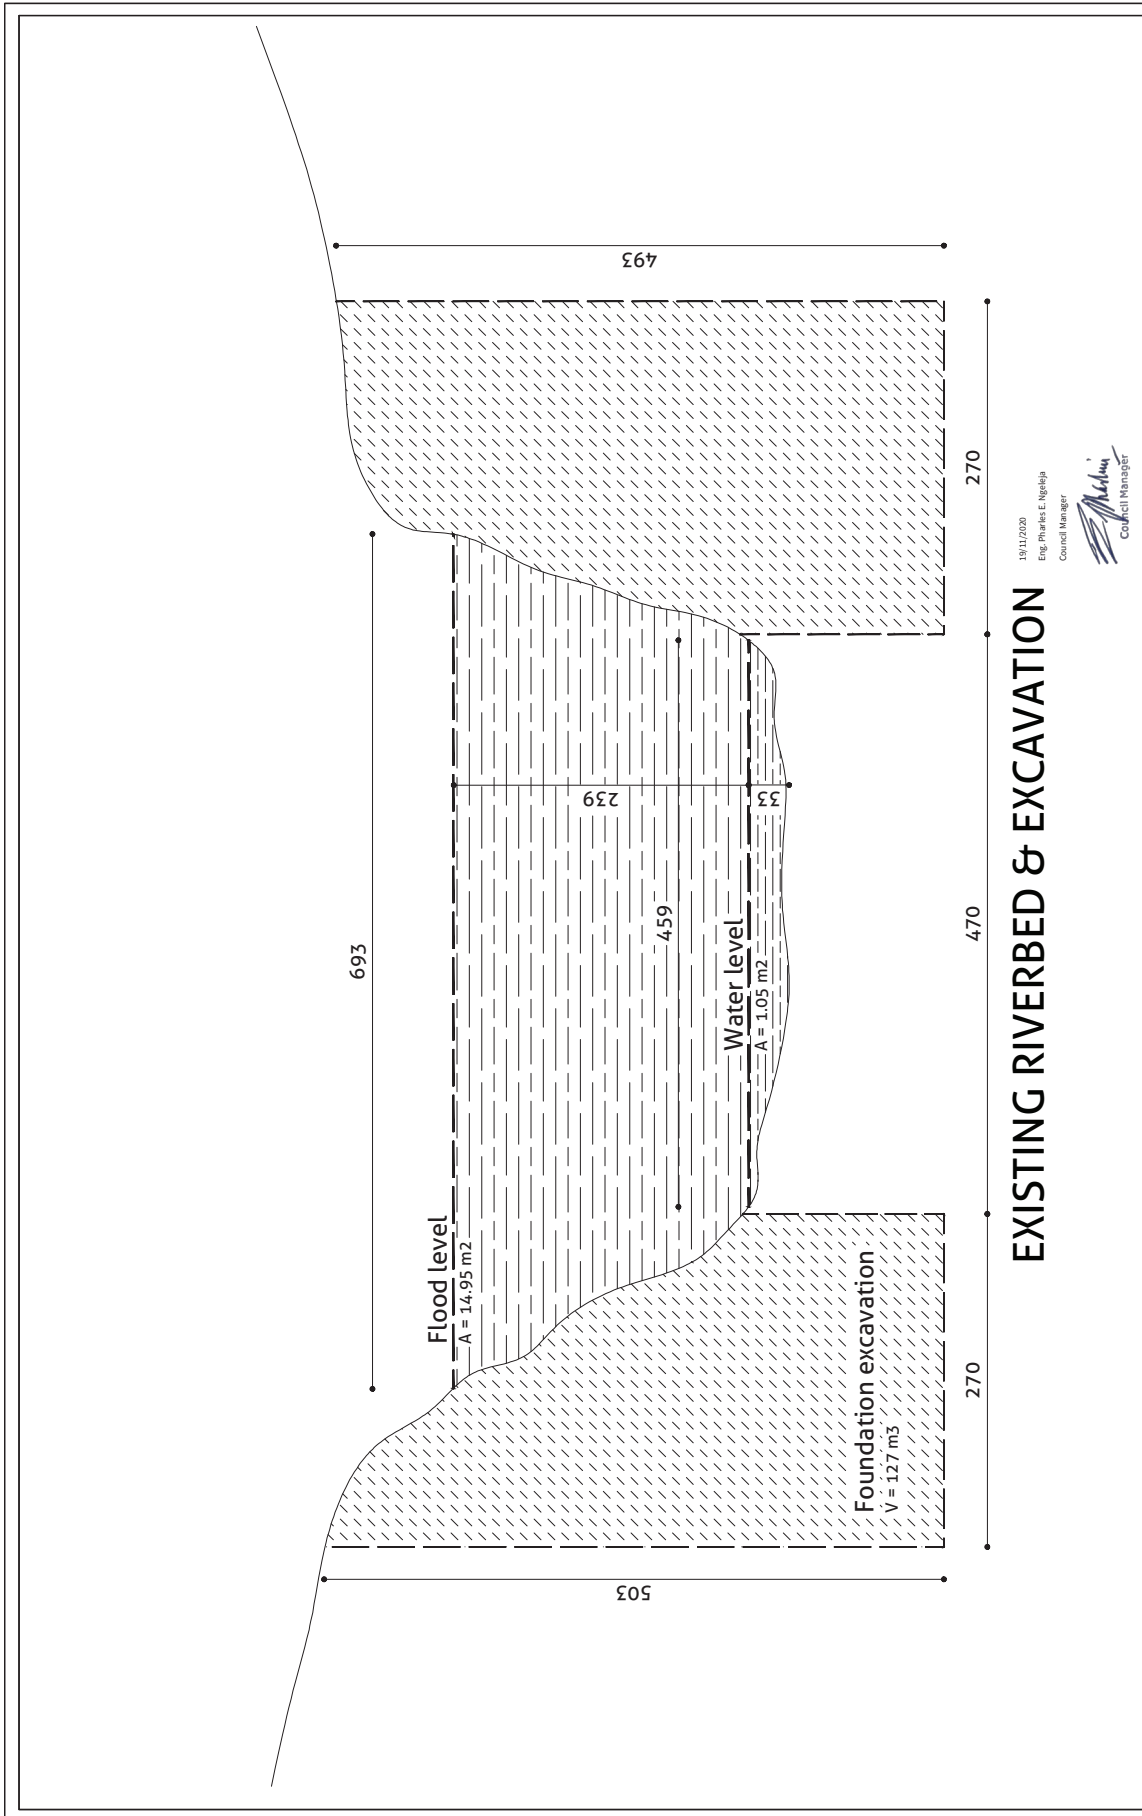 693
Flood level
A = 14.95 m2
239
459
Water level
A = 1.05 m2
33
503
493
Foundation excavation
V = 127 m3
270
470
270
EXISTING RIVERBED & EXCAVATION
19/11/2020
Eng. Pharles E. Ngeleja
Council Manager
Council Manager